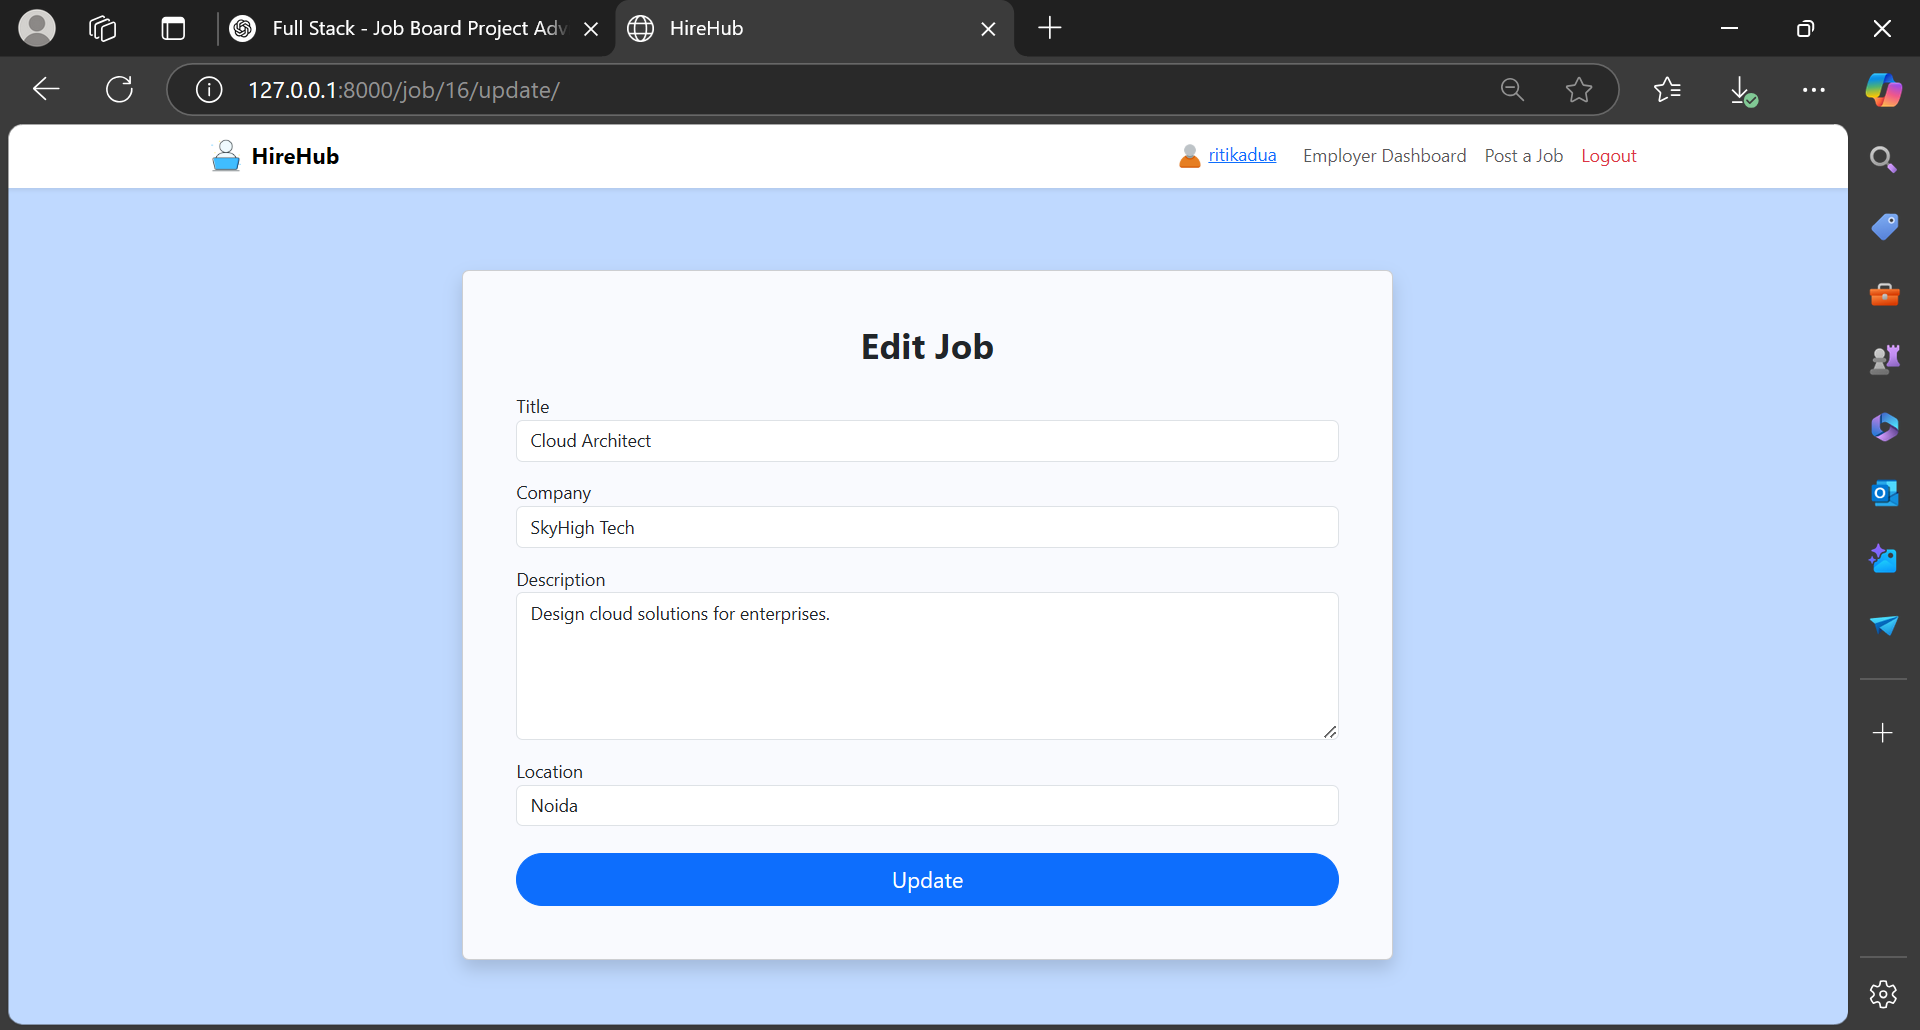 Full Stack - Job Board Project Adv
HireHub
127.0.0.1:8000/job/16/update/
HireHub
ritikadua
Employer Dashboard
Post a Job
Logout
Edit Job
Title
Cloud Architect
Company
SkyHigh Tech
Description
Design cloud solutions for enterprises.
Location
Noida
Update